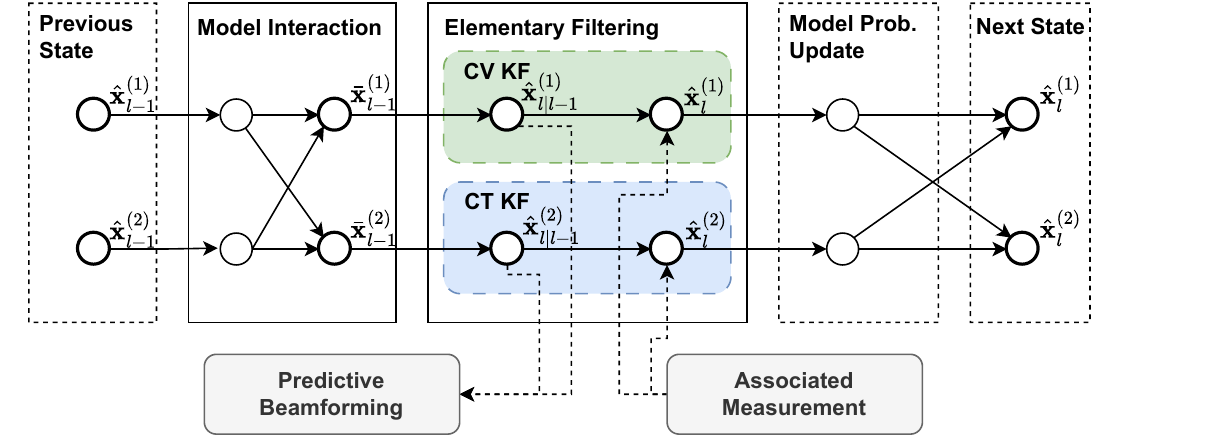 Previous
State
Model Interaction
Elementary Filtering
Model Prob.
Update
Next State
CV KF
CT KF
x̂_{l−1}^{(1)}
x̄_{l−1}^{(1)}
x̂_{l|l−1}^{(1)}
x̂_l^{(1)}
x̂_l^{(1)}
x̂_{l−1}^{(2)}
x̄_{l−1}^{(2)}
x̂_{l|l−1}^{(2)}
x̂_l^{(2)}
x̂_l^{(2)}
Predictive
Beamforming
Associated
Measurement